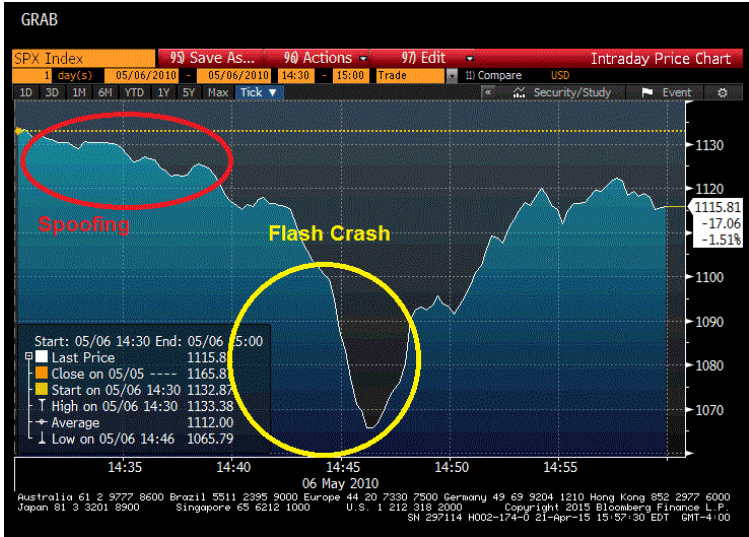 GRAB
SPX Index 95) Save As... 96) Actions 97) Edit Intraday Price Chart
1 day(s) 05/06/2010 - 05/06/2010 14:30 - 15:00 Trade 11) Compare USD
1D 3D 1M 6M YTD 1Y 5Y Max Tick ▼ « Security/Study Event
1130
1120
Spoofing
1115.81
-17.06
-1.51%
Flash Crash
1100
1090
1080
1070
Start: 05/06 14:30 End: 05/06 15:00
Last Price 1115.8
Close on 05/05 ---- 1165.8
Start on 05/06 14:30 1132.87
High on 05/06 14:30 1133.38
Average 1112.00
Low on 05/06 14:46 1065.79
14:35 14:40 14:45 14:50 14:55
06 May 2010
Australia 61 2 9777 8600 Brazil 5511 2395 9000 Europe 44 20 7330 7500 Germany 49 69 9204 1210 Hong Kong 852 2977 6000
Japan 81 3 3201 8900 Singapore 65 6212 1000 U.S. 1 212 318 2000 Copyright 2015 Bloomberg Finance L.P.
SN 297114 H002-174-0 21-Apr-15 15:57:30 EDT GMT-4:00